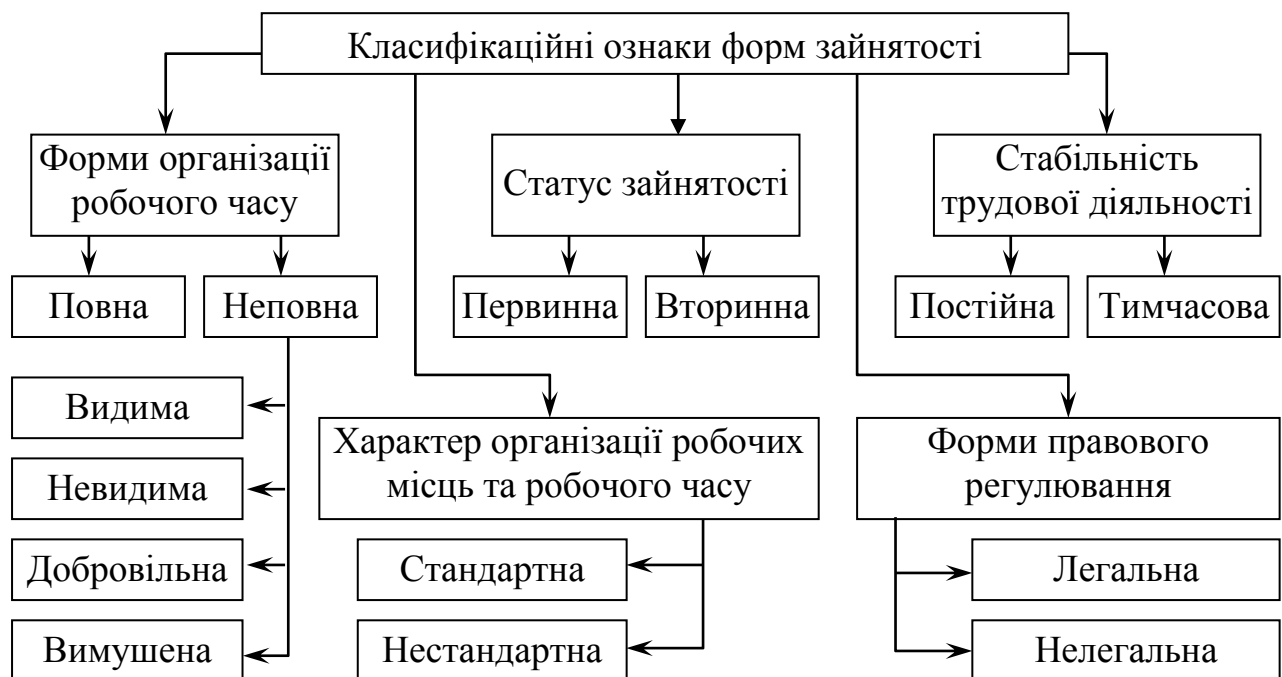 Класифікаційні ознаки форм зайнятості
Форми організації
робочого часу
Статус зайнятості
Стабільність
трудової діяльності
Повна
Неповна
Первинна
Вторинна
Постійна
Тимчасова
Видима
Невидима
Добровільна
Вимушена
Характер організації робочих
місць та робочого часу
Стандартна
Нестандартна
Форми правового
регулювання
Легальна
Нелегальна